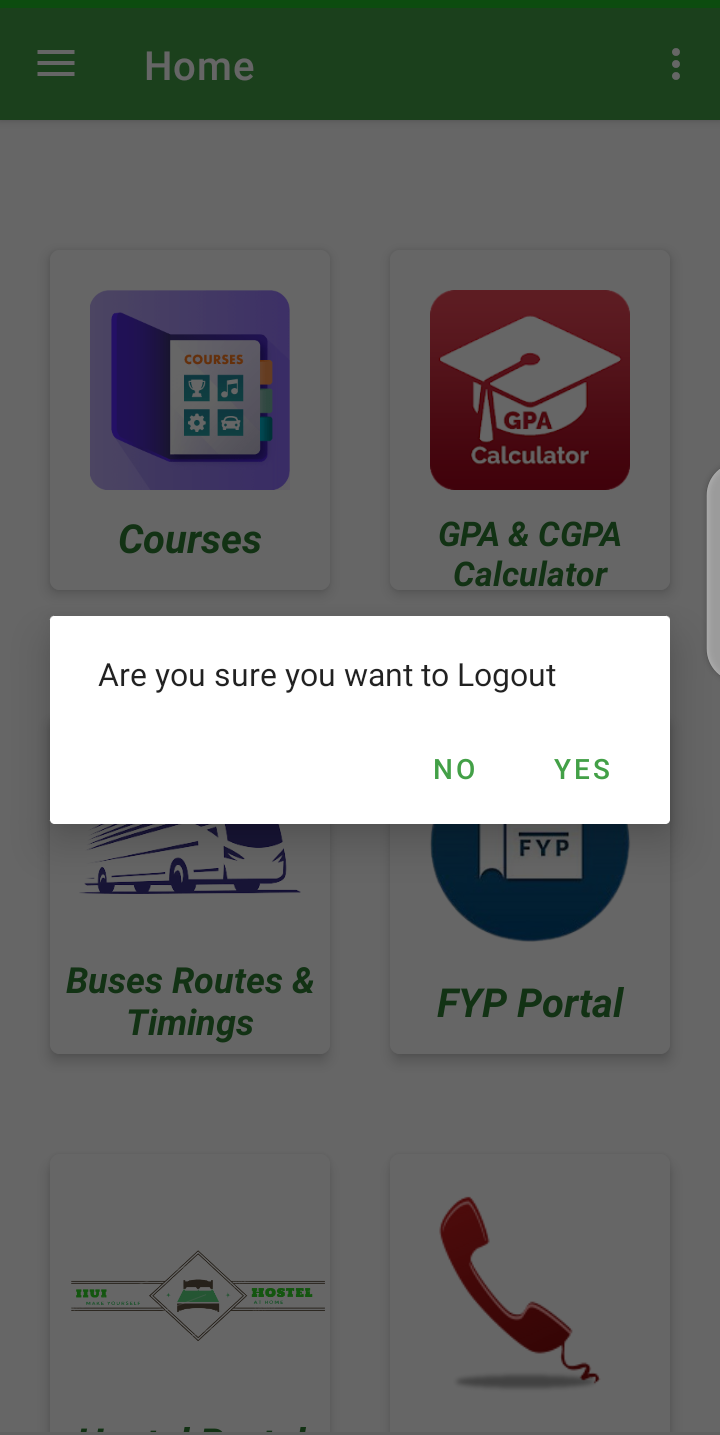 Home
COURSES
GPA
Calculator
Courses
GPA & CGPA
Calculator
Are you sure you want to Logout
NO
YES
FYP
Buses Routes &
Timings
FYP Portal
IIUI
HOSTEL
MAKE YOURSELF
AT HOME